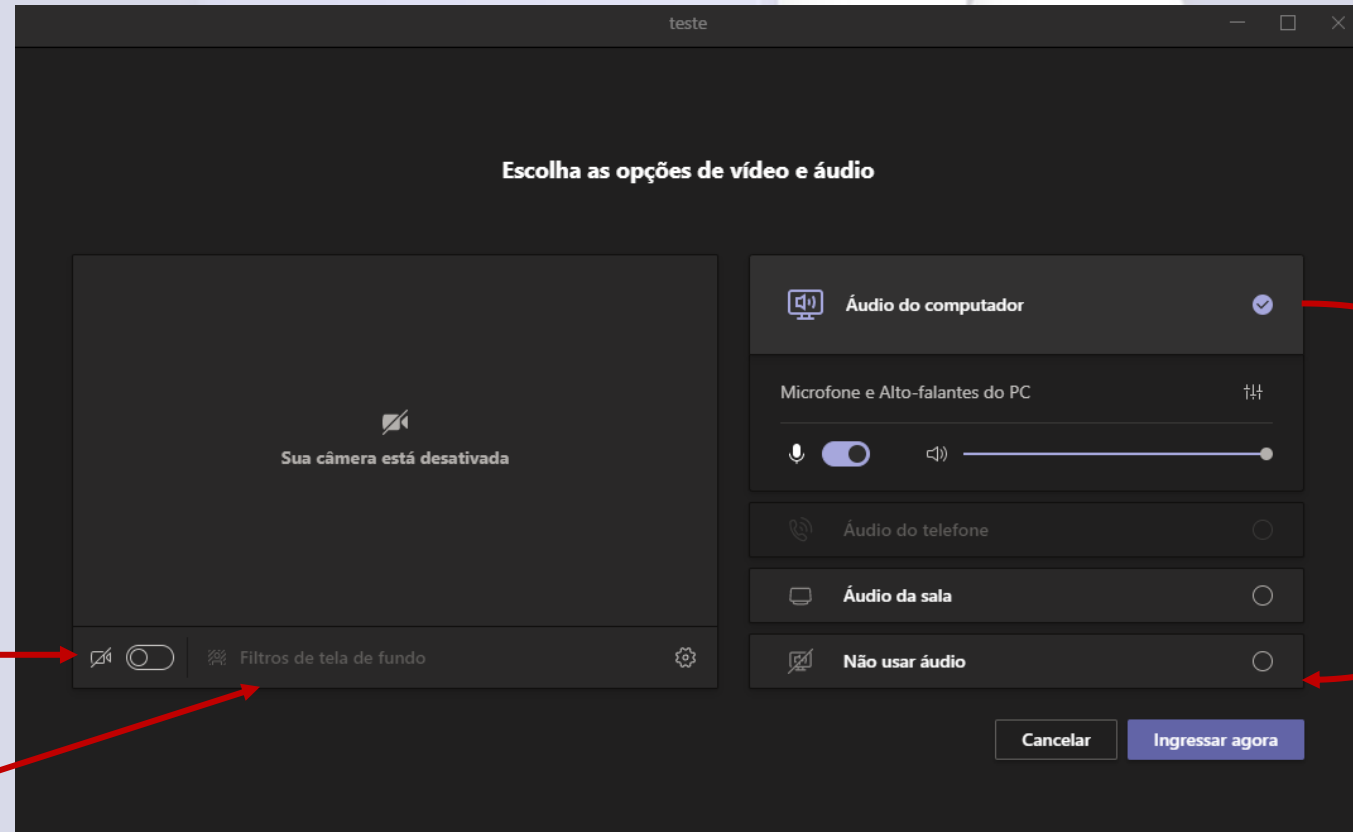 teste
Escolha as opções de vídeo e áudio
Sua câmera está desativada
Filtros de tela de fundo
Áudio do computador
Microfone e Alto-falantes do PC
Áudio do telefone
Áudio da sala
Não usar áudio
Cancelar
Ingressar agora